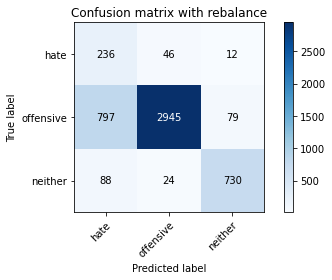 Confusion matrix with rebalance
True label
hate 236 46 12
offensive 797 2945 79
neither 88 24 730
hate offensive neither
Predicted label
2500
2000
1500
1000
500